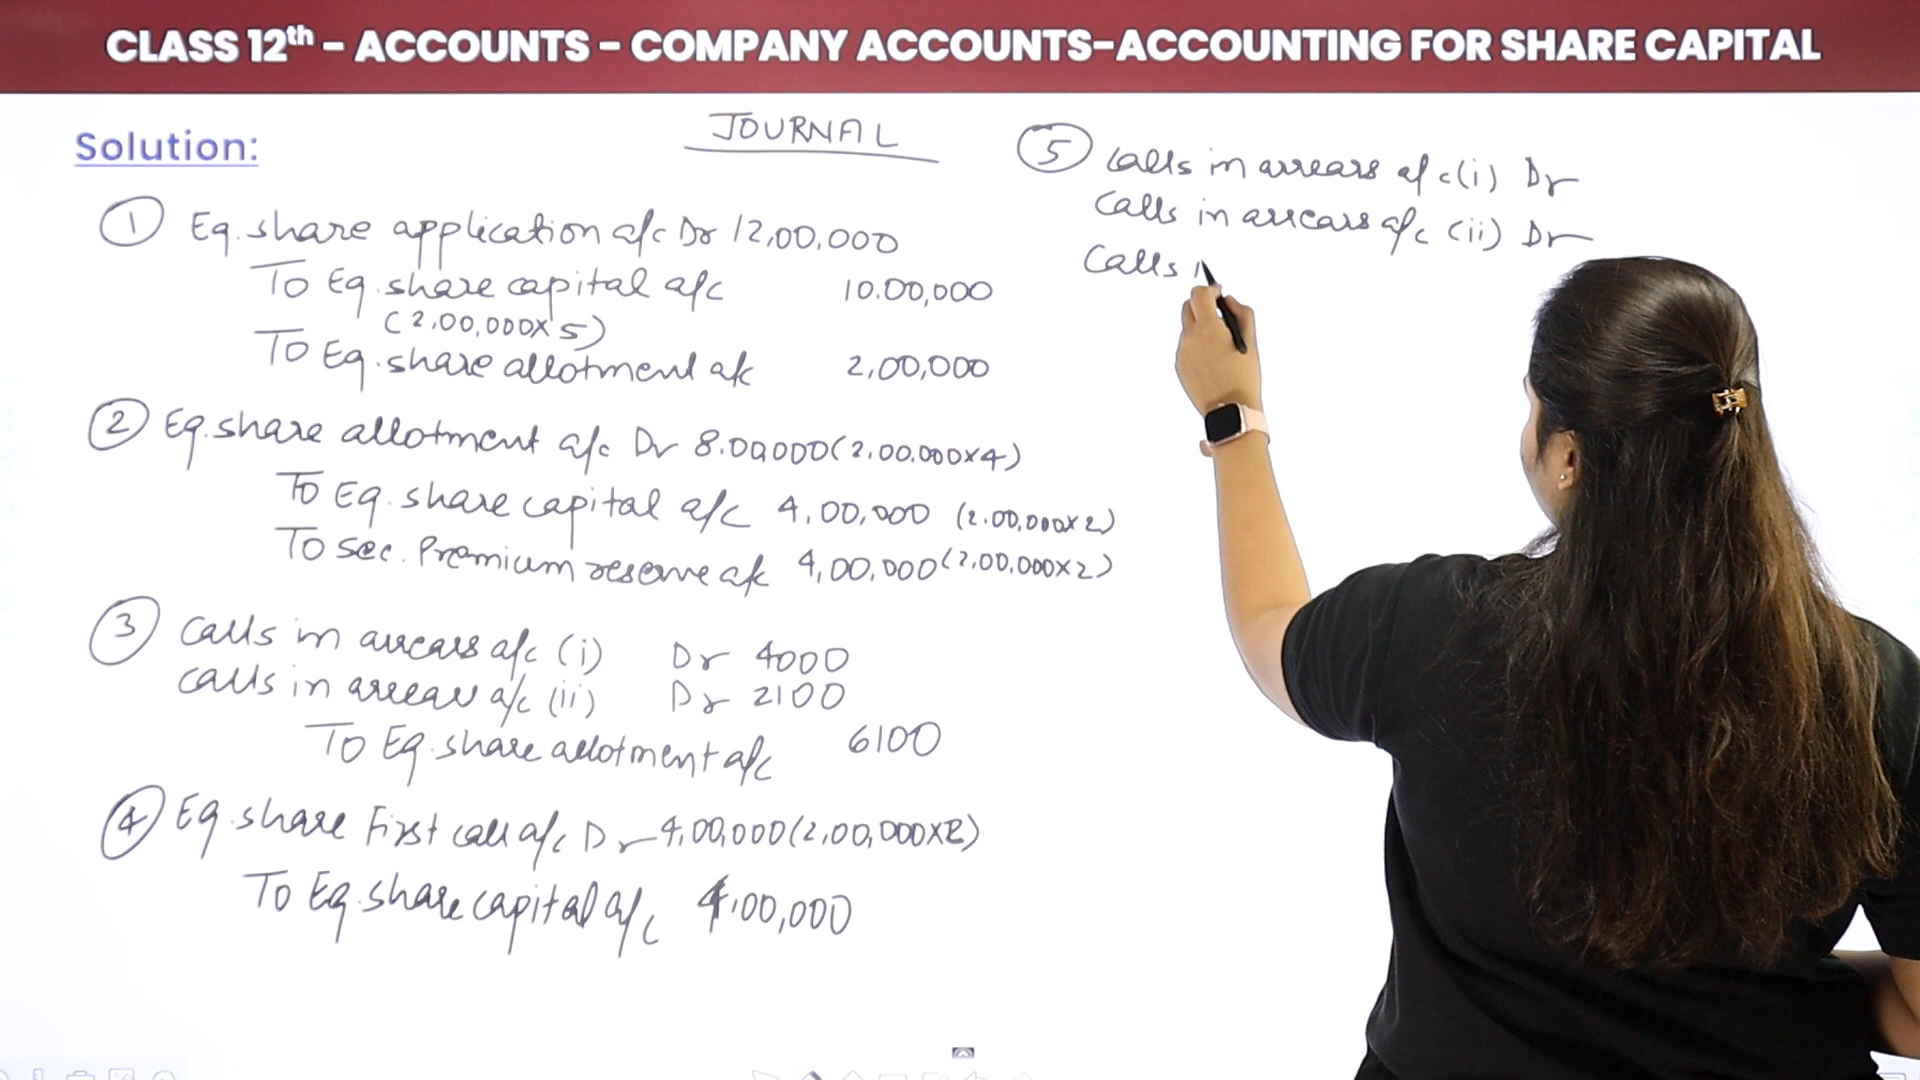 CLASS 12th - ACCOUNTS - COMPANY ACCOUNTS-ACCOUNTING FOR SHARE CAPITAL
Solution:
JOURNAL
① Eq. share application a/c Dr 12,00,000
To Eq. share capital a/c 10.00,000
(2,00,000x5)
To Eq. share allotment a/c 2,00,000
② Eq. share allotment a/c Dr 8.00,000 (2,00,000x4)
To Eq. share capital a/c 4,00,000 (2,00,000x2)
To Sec. Premium reserve a/c 4,00,000 (2,00,000x2)
③ Calls in arrears a/c (i) Dr 4000
Calls in arrears a/c (ii) Dr 2100
To Eq. share allotment a/c 6100
④ Eq. share First call a/c Dr 4,00,000 (2,00,000x2)
To Eq. share capital a/c 4,00,000
⑤ Calls in arrears a/c (i) Dr
Calls in arrears a/c (ii) Dr
Calls